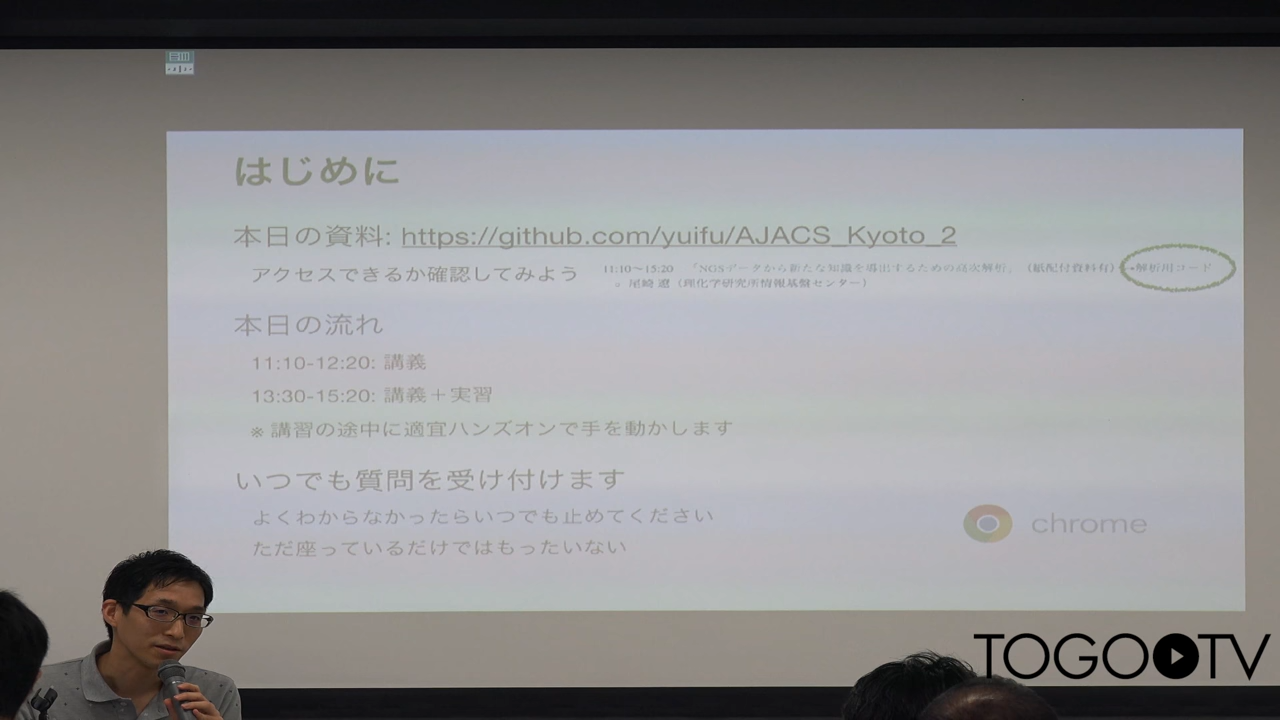 はじめに
本日の資料: https://github.com/yuifu/AJACS_Kyoto_2
アクセスできるか確認してみよう
11:10～15:20 「NGSデータから新たな知識を導出するための高次解析」（紙配付資料有） 解析用コード
○ 尾崎 遼（理化学研究所情報基盤センター）
本日の流れ
11:10-12:20: 講義
13:30-15:20: 講義＋実習
※ 講習の途中に適宜ハンズオンで手を動かします
いつでも質問を受け付けます
よくわからなかったらいつでも止めてください
ただ座っているだけではもったいない
chrome
TOGOTV